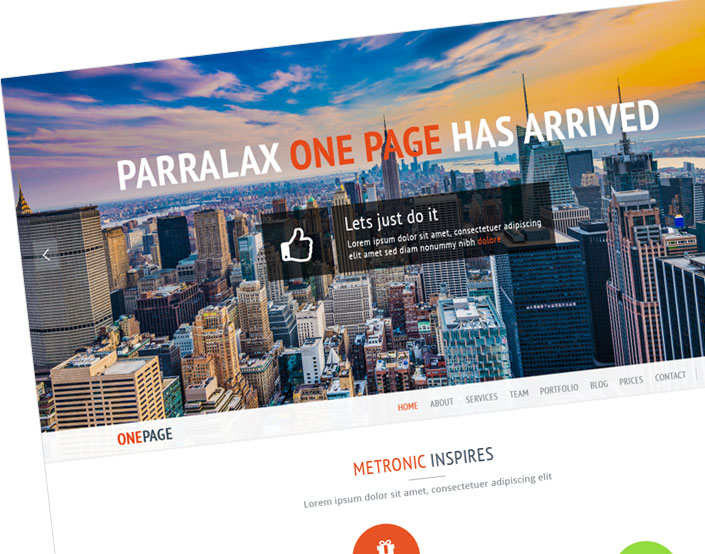 PARRALAX ONE PAGE HAS ARRIVED
Lets just do it
Lorem ipsum dolor sit amet, consectetuer adipiscing
elit amet sed diam nonummy nibh dolore
HOME ABOUT SERVICES TEAM PORTFOLIO BLOG PRICES CONTACT
ONEPAGE
METRONIC INSPIRES
Lorem ipsum dolor sit amet, consectetuer adipiscing elit